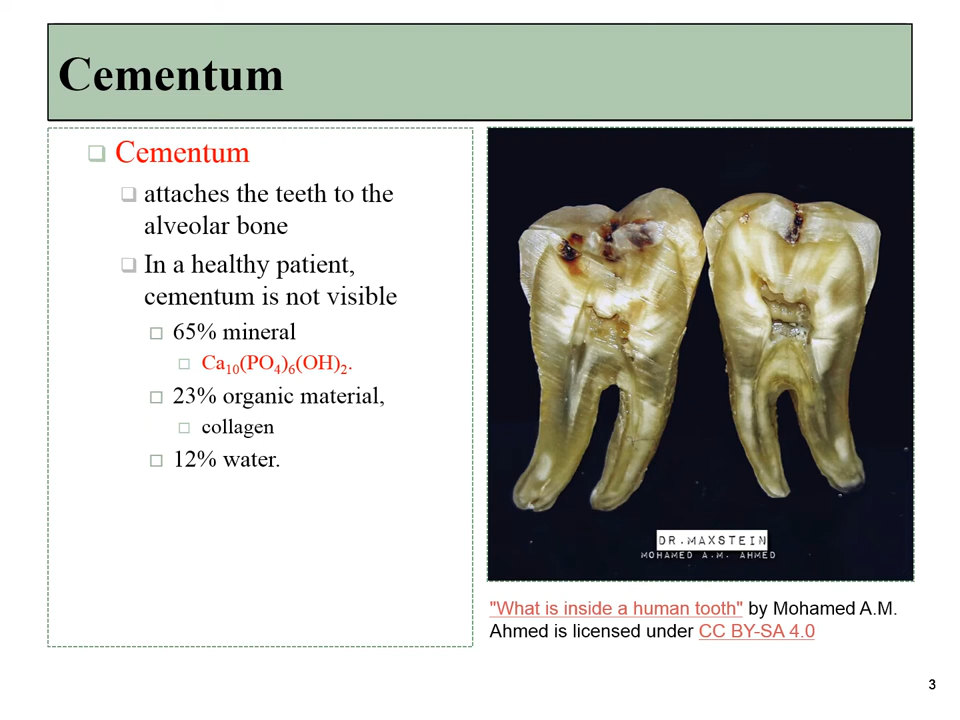 Cementum
Cementum
attaches the teeth to the
alveolar bone
In a healthy patient,
cementum is not visible
65% mineral
Ca₁₀(PO₄)₆(OH)₂.
23% organic material,
collagen
12% water.
DR.MAXSTEIN
MOHAMED A.M. AHMED
"What is inside a human tooth" by Mohamed A.M.
Ahmed is licensed under CC BY-SA 4.0
3